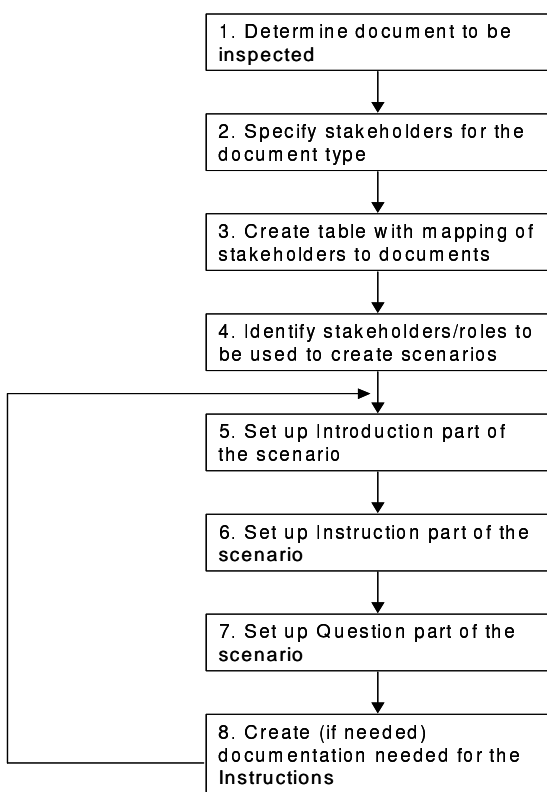 1. Determine document to be
inspected
2. Specify stakeholders for the
document type
3. Create table with mapping of
stakeholders to documents
4. Identify stakeholders/roles to
be used to create scenarios
5. Set up Introduction part of
the scenario
6. Set up Instruction part of the
scenario
7. Set up Question part of the
scenario
8. Create (if needed)
documentation needed for the
Instructions